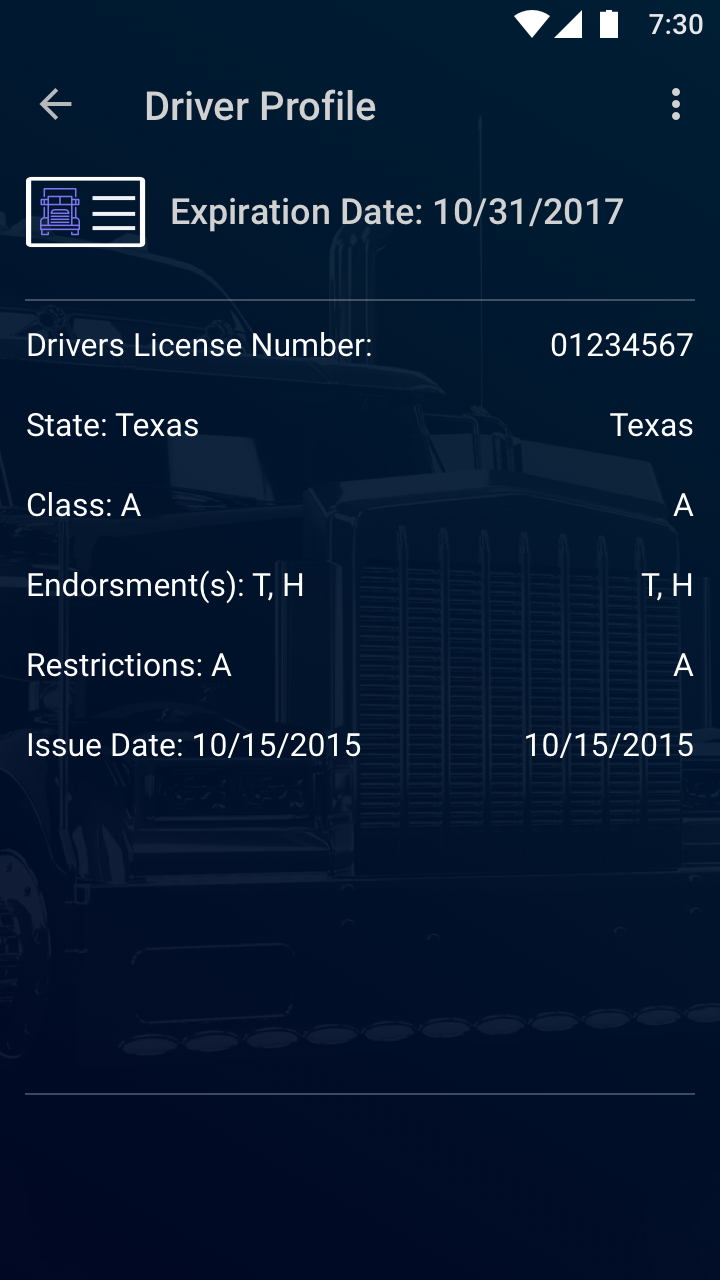 7:30
Driver Profile
Expiration Date: 10/31/2017
Drivers License Number: 01234567
State: Texas Texas
Class: A A
Endorsment(s): T, H T, H
Restrictions: A A
Issue Date: 10/15/2015 10/15/2015